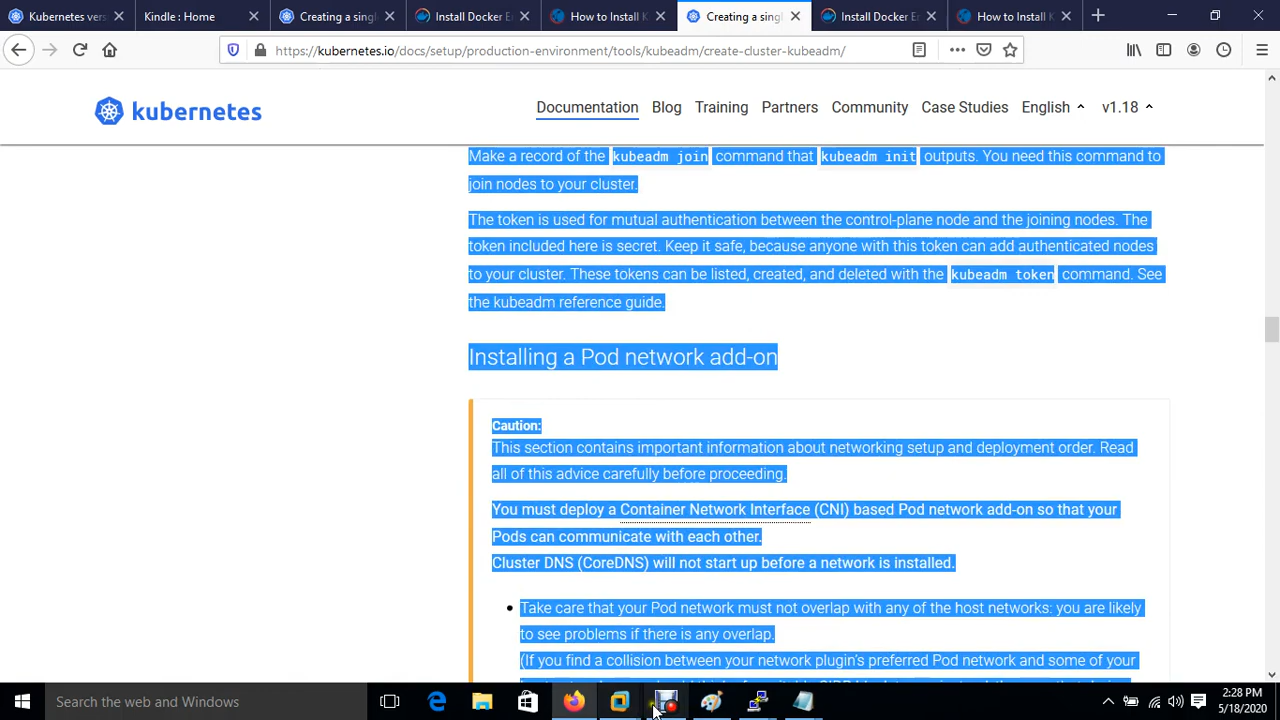 Kubernetes vers
Kindle : Home
Creating a singl
Install Docker E
How to Install K
Creating a singl
Install Docker E
How to Install K
https://kubernetes.io/docs/setup/production-environment/tools/kubeadm/create-cluster-kubeadm/
kubernetes
Documentation Blog Training Partners Community Case Studies English v1.18
Make a record of the kubeadm join command that kubeadm init outputs. You need this command to
join nodes to your cluster.
The token is used for mutual authentication between the control-plane node and the joining nodes. The
token included here is secret. Keep it safe, because anyone with this token can add authenticated nodes
to your cluster. These tokens can be listed, created, and deleted with the kubeadm token command. See
the kubeadm reference guide.
Installing a Pod network add-on
Caution:
This section contains important information about networking setup and deployment order. Read
all of this advice carefully before proceeding.
You must deploy a Container Network Interface (CNI) based Pod network add-on so that your
Pods can communicate with each other.
Cluster DNS (CoreDNS) will not start up before a network is installed.
Take care that your Pod network must not overlap with any of the host networks: you are likely
to see problems if there is any overlap.
(If you find a collision between your network plugin's preferred Pod network and some of your
Search the web and Windows
2:28 PM
5/18/2020